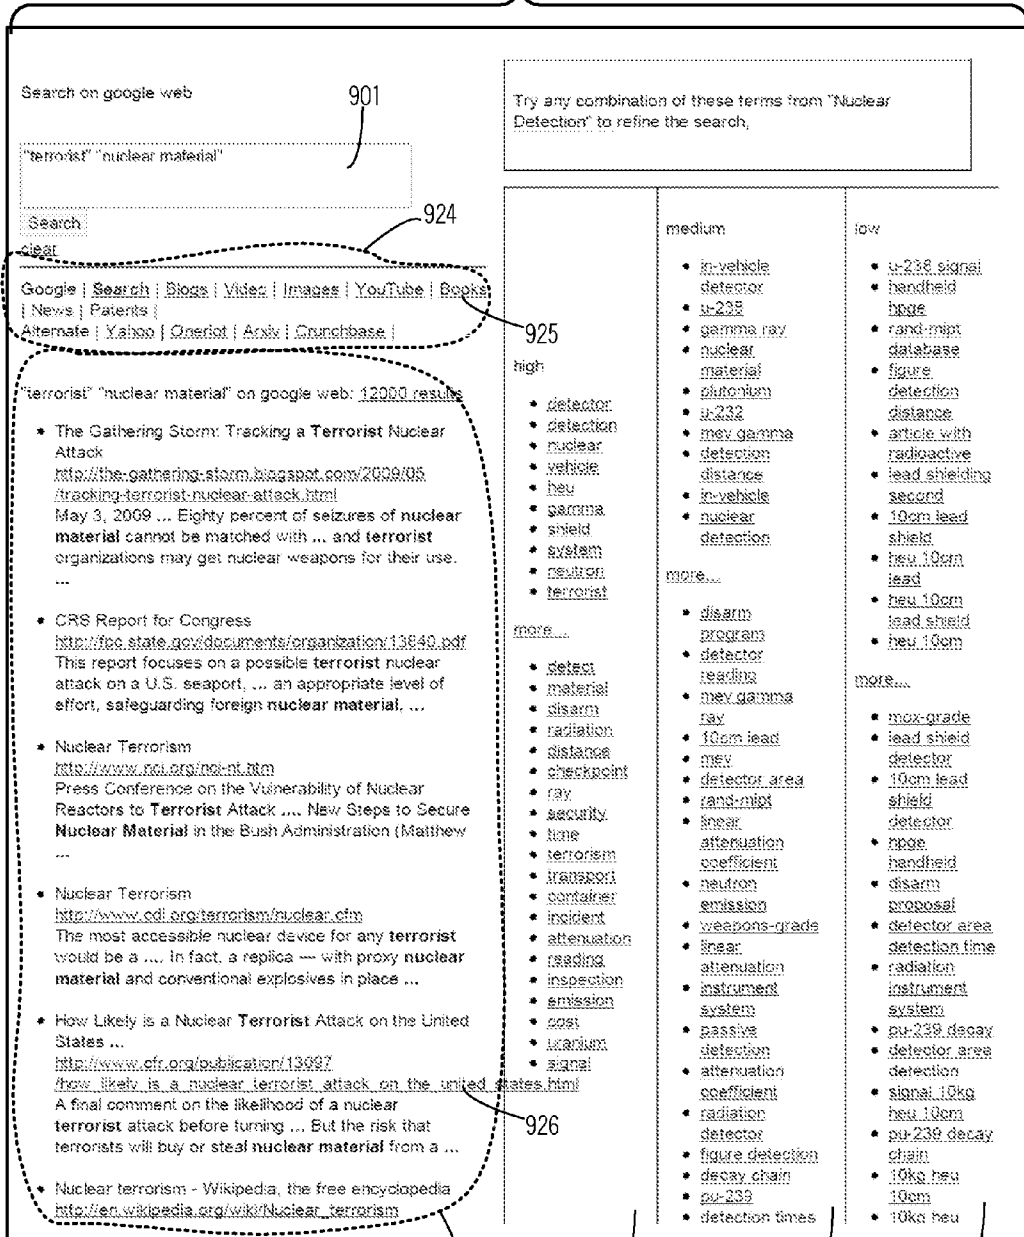 Search on google web
901
"terrorist" "nuclear material"
Search
clear
924
Google | Search | Blogs | Video | Images | YouTube | Books
| News | Patents |
Alternate | Yahoo | Oneriot | Arxiv | Crunchbase |
925
"terrorist" "nuclear material" on google web: 12000 results
• The Gathering Storm: Tracking a Terrorist Nuclear
Attack
http://the-gathering-storm.blogspot.com/2009/05
/tracking-terrorist-nuclear-attack.html
May 3, 2009 ... Eighty percent of seizures of nuclear
material cannot be matched with ... and terrorist
organizations may get nuclear weapons for their use.
...
• CRS Report for Congress
http://fpc.state.gov/documents/organization/13840.pdf
This report focuses on a possible terrorist nuclear
attack on a U.S. seaport, ... an appropriate level of
effort, safeguarding foreign nuclear material, ...
• Nuclear Terrorism
http://www.nci.org/nci-nt.htm
Press Conference on the Vulnerability of Nuclear
Reactors to Terrorist Attack .... New Steps to Secure
Nuclear Material in the Bush Administration (Matthew
...
• Nuclear Terrorism
http://www.cdi.org/terrorism/nuclear.cfm
The most accessible nuclear device for any terrorist
would be a .... In fact, a replica — with proxy nuclear
material and conventional explosives in place ...
• How Likely is a Nuclear Terrorist Attack on the United
States ...
http://www.cfr.org/publication/13097
/how_likely_is_a_nuclear_terrorist_attack_on_the_united_states.html
926
A final comment on the likelihood of a nuclear
terrorist attack before turning ... But the risk that
terrorists will buy or steal nuclear material from a ...
• Nuclear terrorism - Wikipedia, the free encyclopedia
http://en.wikipedia.org/wiki/Nuclear_terrorism
Try any combination of these terms from "Nuclear
Detection" to refine the search,
high
• detector
• detection
• nuclear
• vehicle
• heu
• gamma
• shield
• system
• neutron
• terrorist
more...
• detect
• material
• disarm
• radiation
• distance
• checkpoint
• ray
• security
• time
• terrorism
• transport
• container
• incident
• attenuation
• reading
• inspection
• emission
• cost
• uranium
• signal
medium
• in-vehicle
detector
• u-238
• gamma ray
• nuclear
material
• plutonium
• u-232
• mev gamma
• detection
distance
• in-vehicle
• nuclear
detection
more...
• disarm
program
• detector
reading
• mev gamma
ray
• 10cm lead
• mev
• detector area
• rand-mipt
• linear
attenuation
coefficient
• neutron
emission
• weapons-grade
• linear
attenuation
• instrument
system
• passive
detection
• attenuation
coefficient
• radiation
detector
• figure detection
• decay chain
• pu-239
• detection times
low
• u-238 signal
• handheld
hpge
• rand-mipt
database
• figure
detection
distance
• article with
radioactive
• lead shielding
second
• 10cm lead
shield
• heu 10cm
lead
• heu 10cm
lead shield
• heu 10cm
more...
• mox-grade
• lead shield
detector
• 10cm lead
shield
detector
• hpge
handheld
• disarm
proposal
• detector area
detection time
• radiation
instrument
system
• pu-239 decay
• detector area
detection
• signal 10kg
heu 10cm
• pu-239 decay
chain
• 10kg heu
10cm
• 10kg heu